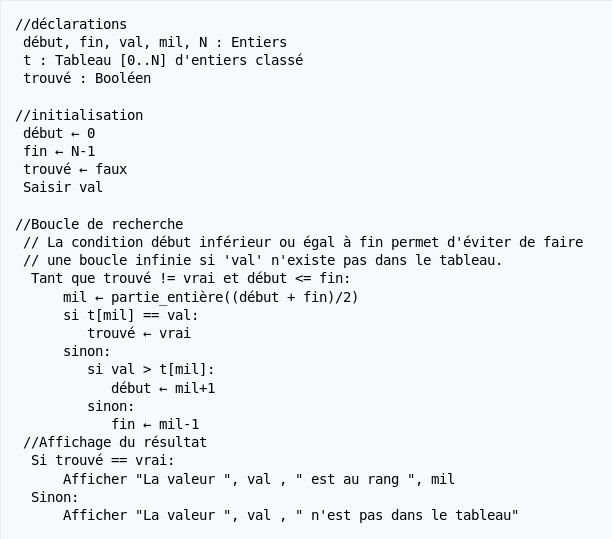 //déclarations
début, fin, val, mil, N : Entiers
t : Tableau [0..N] d'entiers classé
trouvé : Booléen
//initialisation
début ← 0
fin ← N-1
trouvé ← faux
Saisir val
//Boucle de recherche
// La condition début inférieur ou égal à fin permet d'éviter de faire
// une boucle infinie si 'val' n'existe pas dans le tableau.
Tant que trouvé != vrai et début <= fin:
mil ← partie_entière((début + fin)/2)
si t[mil] == val:
trouvé ← vrai
sinon:
si val > t[mil]:
début ← mil+1
sinon:
fin ← mil-1
//Affichage du résultat
Si trouvé == vrai:
Afficher "La valeur ", val , " est au rang ", mil
Sinon:
Afficher "La valeur ", val , " n'est pas dans le tableau"